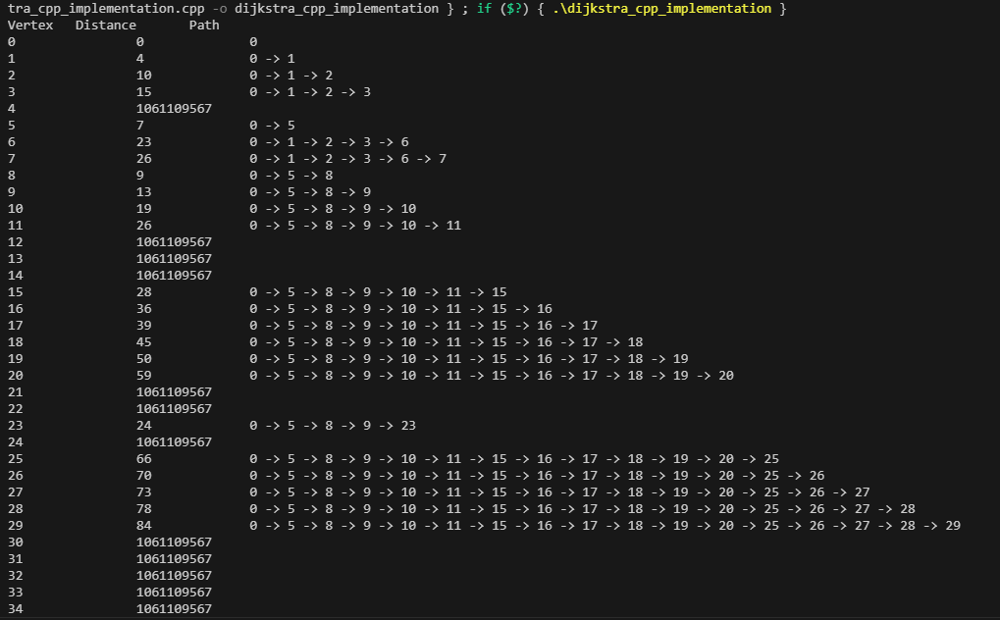 tra_cpp_implementation.cpp -o dijkstra_cpp_implementation } ; if ($?) { .\dijkstra_cpp_implementation }
Vertex Distance Path
0 0 0
1 4 0 -> 1
2 10 0 -> 1 -> 2
3 15 0 -> 1 -> 2 -> 3
4 1061109567
5 7 0 -> 5
6 23 0 -> 1 -> 2 -> 3 -> 6
7 26 0 -> 1 -> 2 -> 3 -> 6 -> 7
8 9 0 -> 5 -> 8
9 13 0 -> 5 -> 8 -> 9
10 19 0 -> 5 -> 8 -> 9 -> 10
11 26 0 -> 5 -> 8 -> 9 -> 10 -> 11
12 1061109567
13 1061109567
14 1061109567
15 28 0 -> 5 -> 8 -> 9 -> 10 -> 11 -> 15
16 36 0 -> 5 -> 8 -> 9 -> 10 -> 11 -> 15 -> 16
17 39 0 -> 5 -> 8 -> 9 -> 10 -> 11 -> 15 -> 16 -> 17
18 45 0 -> 5 -> 8 -> 9 -> 10 -> 11 -> 15 -> 16 -> 17 -> 18
19 50 0 -> 5 -> 8 -> 9 -> 10 -> 11 -> 15 -> 16 -> 17 -> 18 -> 19
20 59 0 -> 5 -> 8 -> 9 -> 10 -> 11 -> 15 -> 16 -> 17 -> 18 -> 19 -> 20
21 1061109567
22 1061109567
23 24 0 -> 5 -> 8 -> 9 -> 23
24 1061109567
25 66 0 -> 5 -> 8 -> 9 -> 10 -> 11 -> 15 -> 16 -> 17 -> 18 -> 19 -> 20 -> 25
26 70 0 -> 5 -> 8 -> 9 -> 10 -> 11 -> 15 -> 16 -> 17 -> 18 -> 19 -> 20 -> 25 -> 26
27 73 0 -> 5 -> 8 -> 9 -> 10 -> 11 -> 15 -> 16 -> 17 -> 18 -> 19 -> 20 -> 25 -> 26 -> 27
28 78 0 -> 5 -> 8 -> 9 -> 10 -> 11 -> 15 -> 16 -> 17 -> 18 -> 19 -> 20 -> 25 -> 26 -> 27 -> 28
29 84 0 -> 5 -> 8 -> 9 -> 10 -> 11 -> 15 -> 16 -> 17 -> 18 -> 19 -> 20 -> 25 -> 26 -> 27 -> 28 -> 29
30 1061109567
31 1061109567
32 1061109567
33 1061109567
34 1061109567